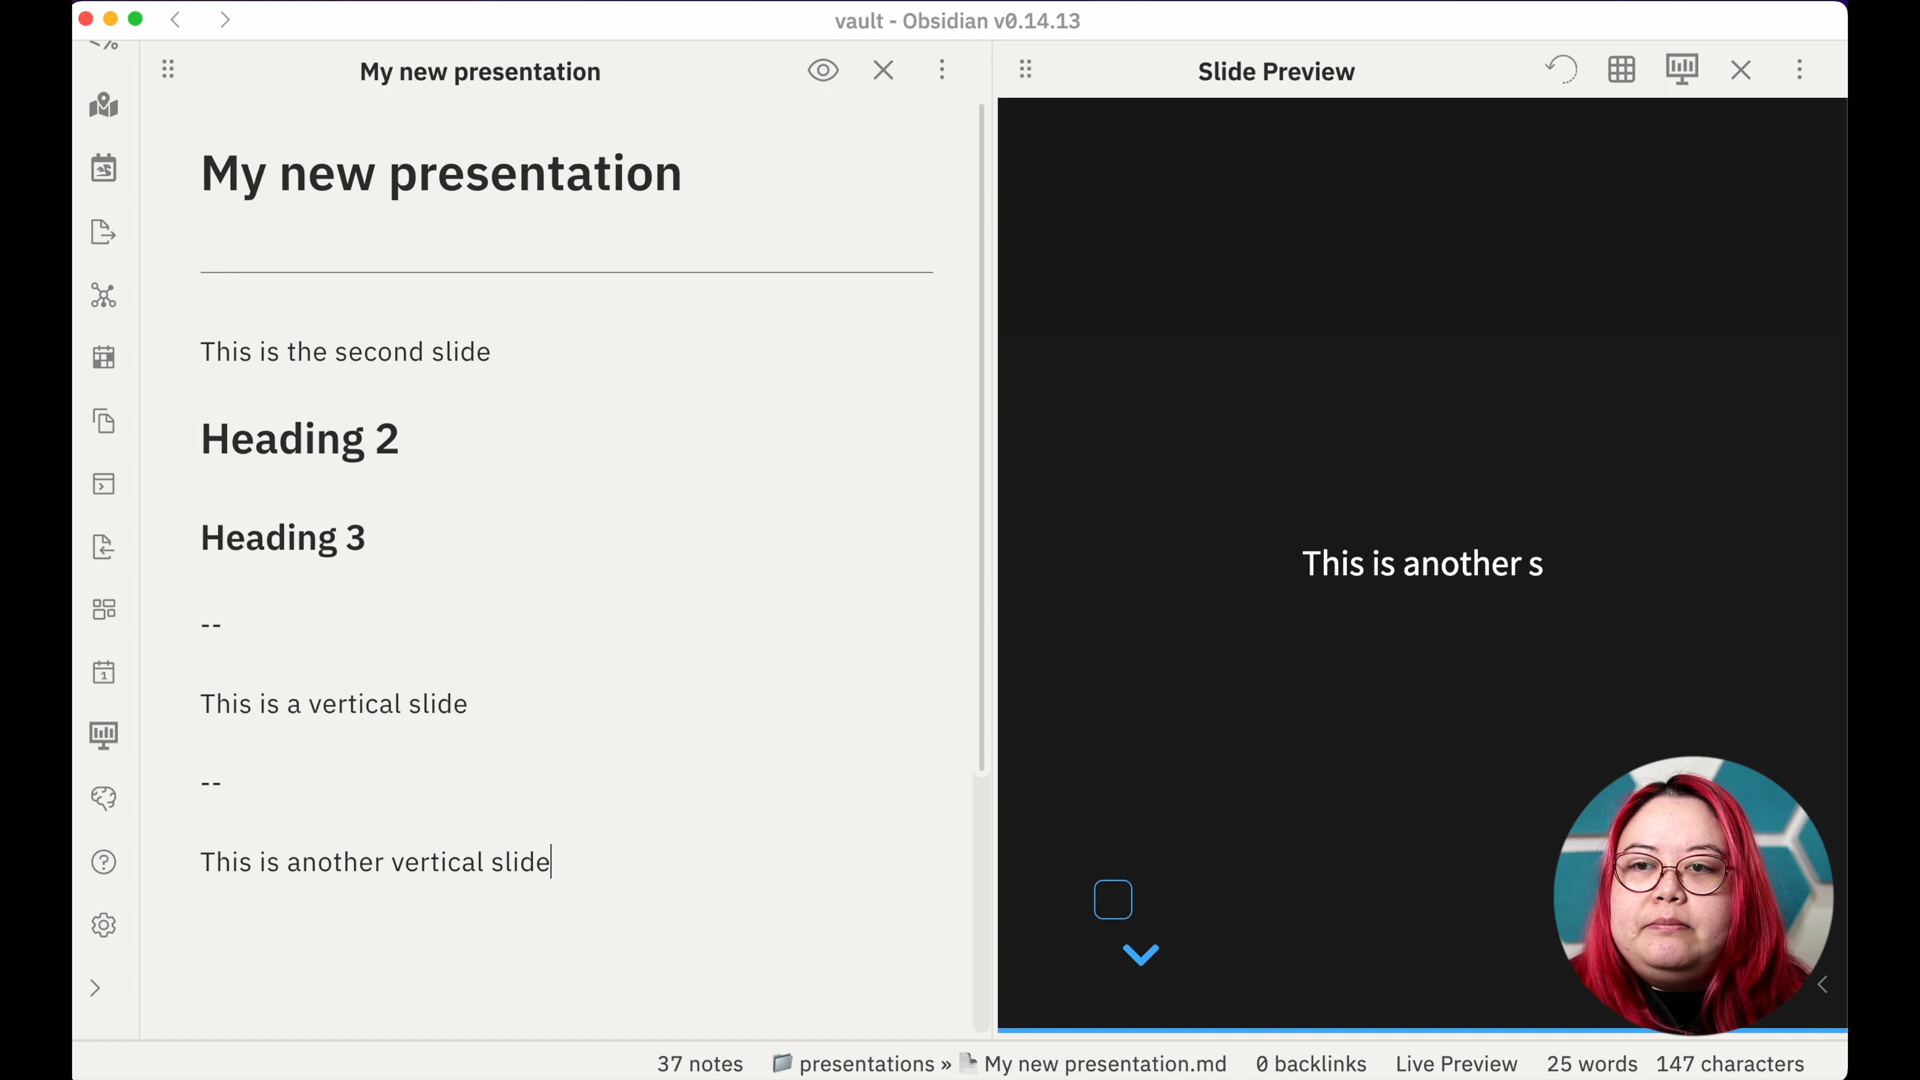 vault - Obsidian v0.14.13
My new presentation
Slide Preview
My new presentation
This is the second slide
Heading 2
Heading 3
--
This is a vertical slide
--
This is another vertical slide
This is another s
37 notes
presentations » My new presentation.md
0 backlinks
Live Preview
25 words
147 characters